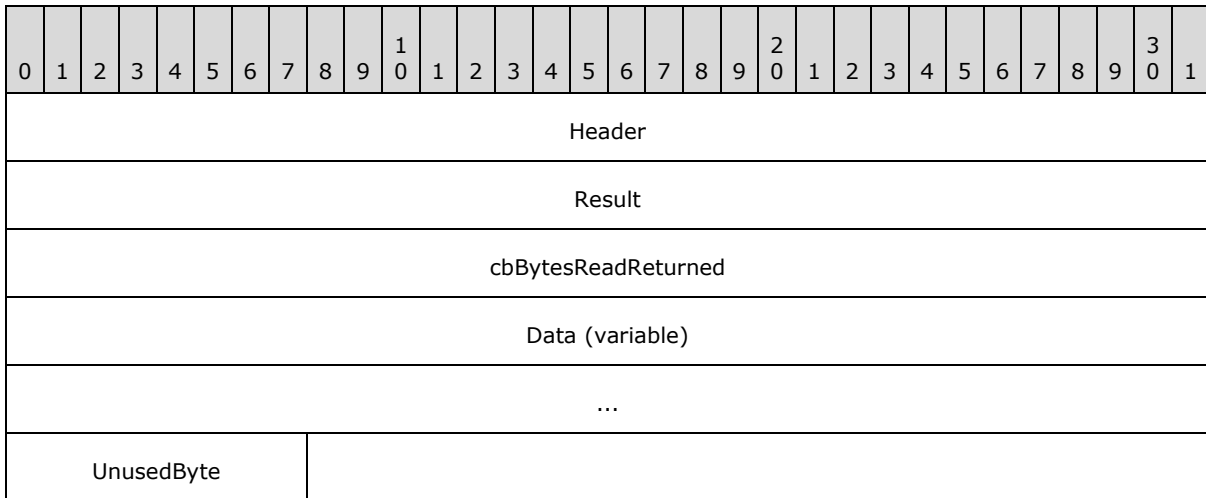 0 1 2 3 4 5 6 7 8 9 1 0 1 2 3 4 5 6 7 8 9 2 0 1 2 3 4 5 6 7 8 9 3 0 1
Header
Result
cbBytesReadReturned
Data (variable)
...
UnusedByte